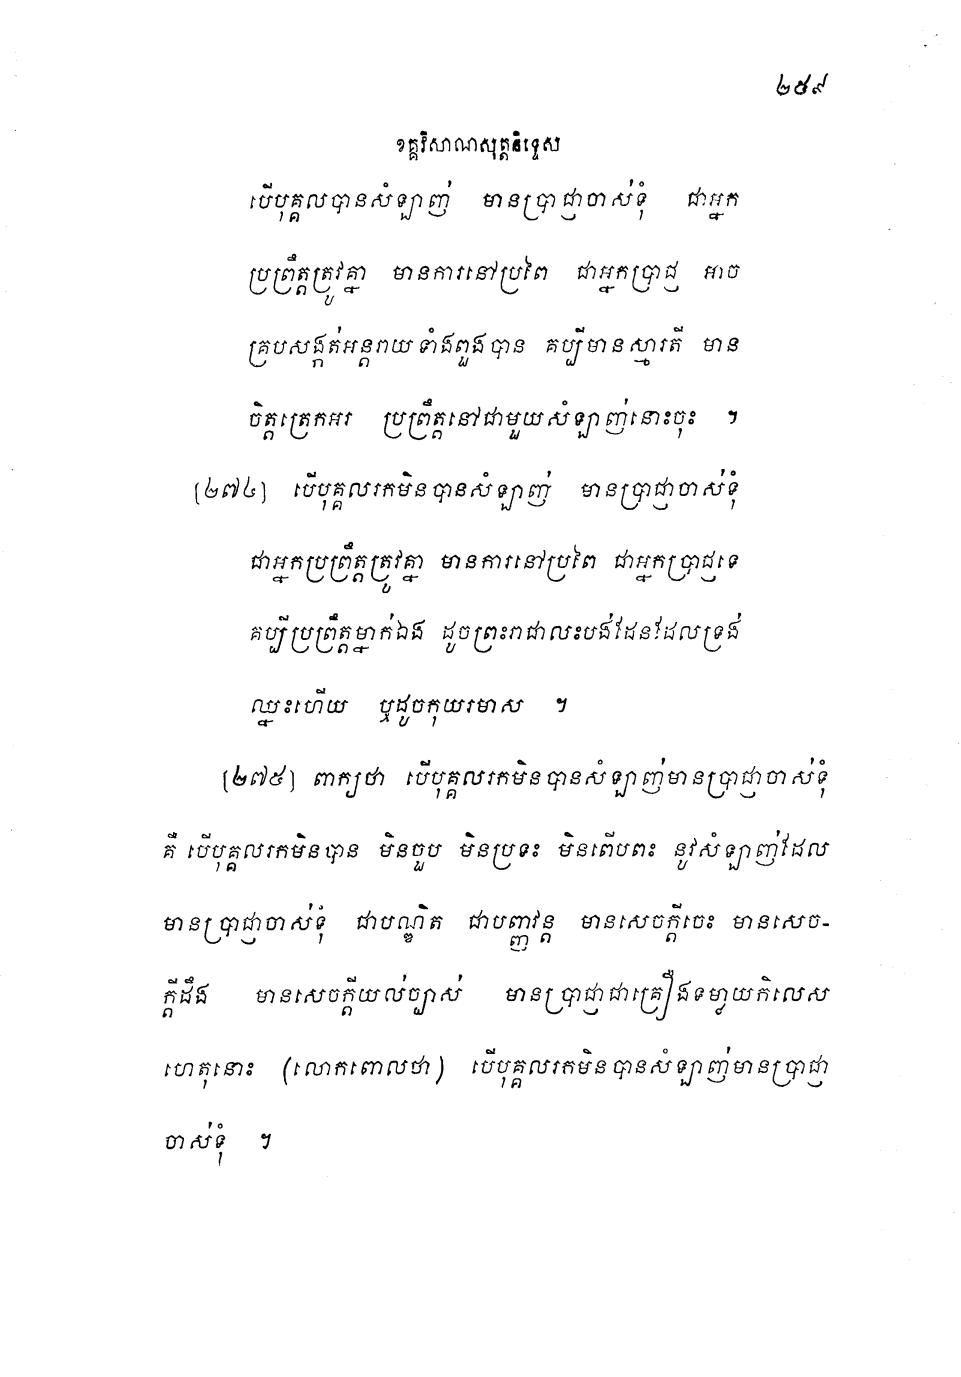 ២៥៩
ខគ្គវិសាណសុត្តនិទ្ទេស
បើបុគ្គលបានសំឡាញ់ មានប្រាជ្ញាចាស់ទុំ ជាអ្នក
ប្រព្រឹត្តត្រូវគ្នា មានការនៅប្រពៃ ជាអ្នកប្រាជ្ញ អាច
គ្របសង្កត់អន្តរាយទាំងពួងបាន គប្បីមានស្មារតី មាន
ចិត្តត្រេកអរ ប្រព្រឹត្តនៅជាមួយសំឡាញ់នោះចុះ ។
[២៧៤] បើបុគ្គលរកមិនបានសំឡាញ់ មានប្រាជ្ញាចាស់ទុំ
ជាអ្នកប្រព្រឹត្តត្រូវគ្នា មានការនៅប្រពៃ ជាអ្នកប្រាជ្ញទេ
គប្បីប្រព្រឹត្តម្នាក់ឯង ដូចព្រះរាជាលះបង់ដែនដែលទ្រង់
ឈ្នះហើយ ឬដូចកុយរមាស ។
[២៧៥] ពាក្យថា បើបុគ្គលរកមិនបានសំឡាញ់មានប្រាជ្ញាចាស់ទុំ
គឺ បើបុគ្គលរកមិនបាន មិនចួប មិនប្រទះ មិនពើបពះ នូវសំឡាញ់ដែល
មានប្រាជ្ញាចាស់ទុំ ជាបណ្ឌិត ជាបញ្ញាវន្ត មានសេចក្តីចេះ មានសេច-
ក្តីដឹង មានសេចក្តីយល់ច្បាស់ មានប្រាជ្ញាជាគ្រឿងទម្លាយកិលេស
ហេតុនោះ (លោកពោលថា) បើបុគ្គលរកមិនបានសំឡាញ់មានប្រាជ្ញា
ចាស់ទុំ ។